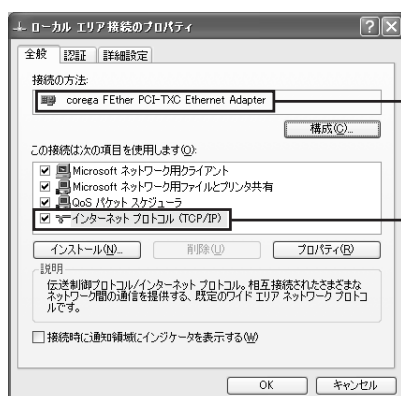 ローカル エリア接続のプロパティ
全般 認証 詳細設定
接続の方法:
corega FEther PCI-TXC Ethernet Adapter
構成(C)...
この接続は次の項目を使用します(O):
Microsoft ネットワーク用クライアント
Microsoft ネットワーク用ファイルとプリンタ共有
QoS パケット スケジューラ
インターネット プロトコル (TCP/IP)
インストール(N)... 削除(U) プロパティ(R)
説明
伝送制御プロトコル/インターネット プロトコル。相互接続されたさまざまな
ネットワーク間の通信を提供する、既定のワイド エリア ネットワーク プロトコ
ルです。
接続時に通知領域にインジケータを表示する(W)
OK キャンセル